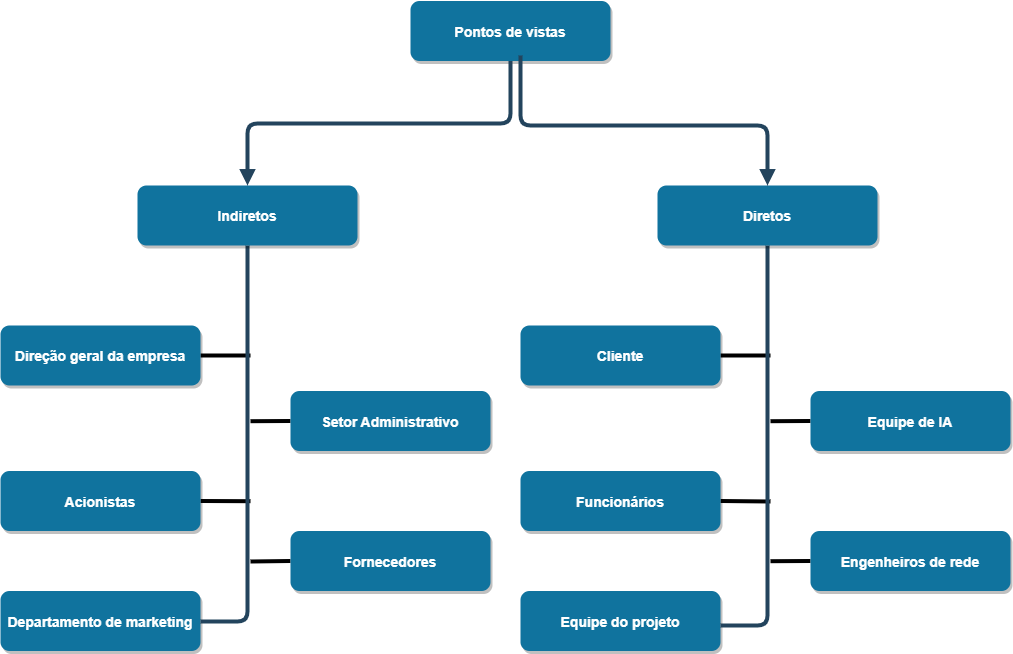 Pontos de vistas
Indiretos
Diretos
Direção geral da empresa
Setor Administrativo
Acionistas
Fornecedores
Departamento de marketing
Cliente
Equipe de IA
Funcionários
Engenheiros de rede
Equipe do projeto